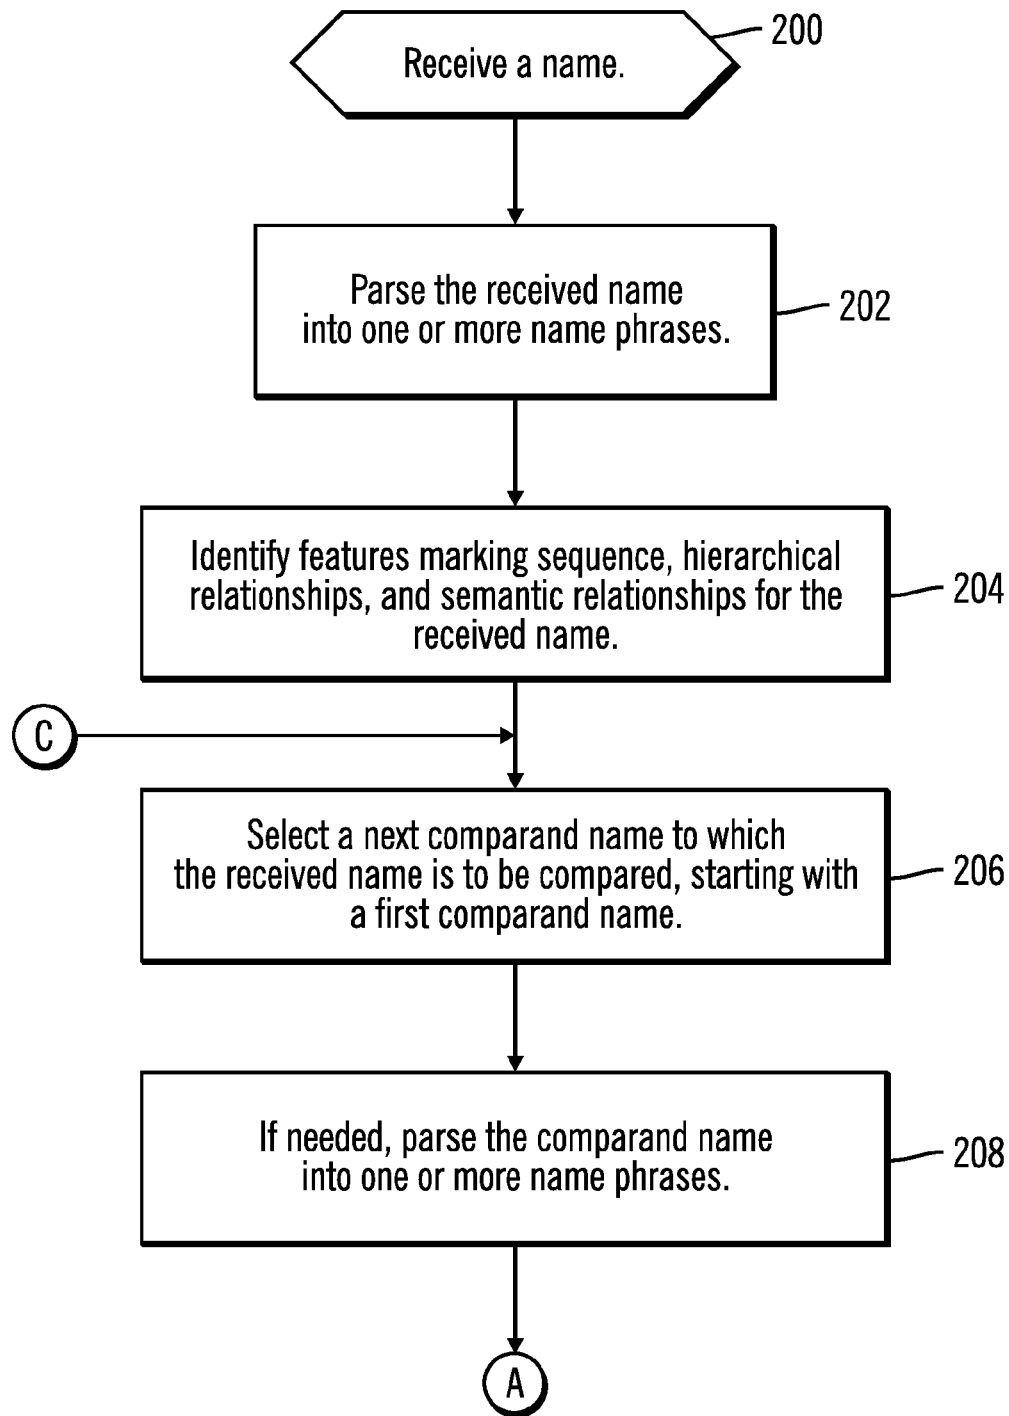 Receive a name.
200
Parse the received name
into one or more name phrases.
202
Identify features marking sequence, hierarchical
relationships, and semantic relationships for the
received name.
204
C
Select a next comparand name to which
the received name is to be compared, starting with
a first comparand name.
206
If needed, parse the comparand name
into one or more name phrases.
208
A